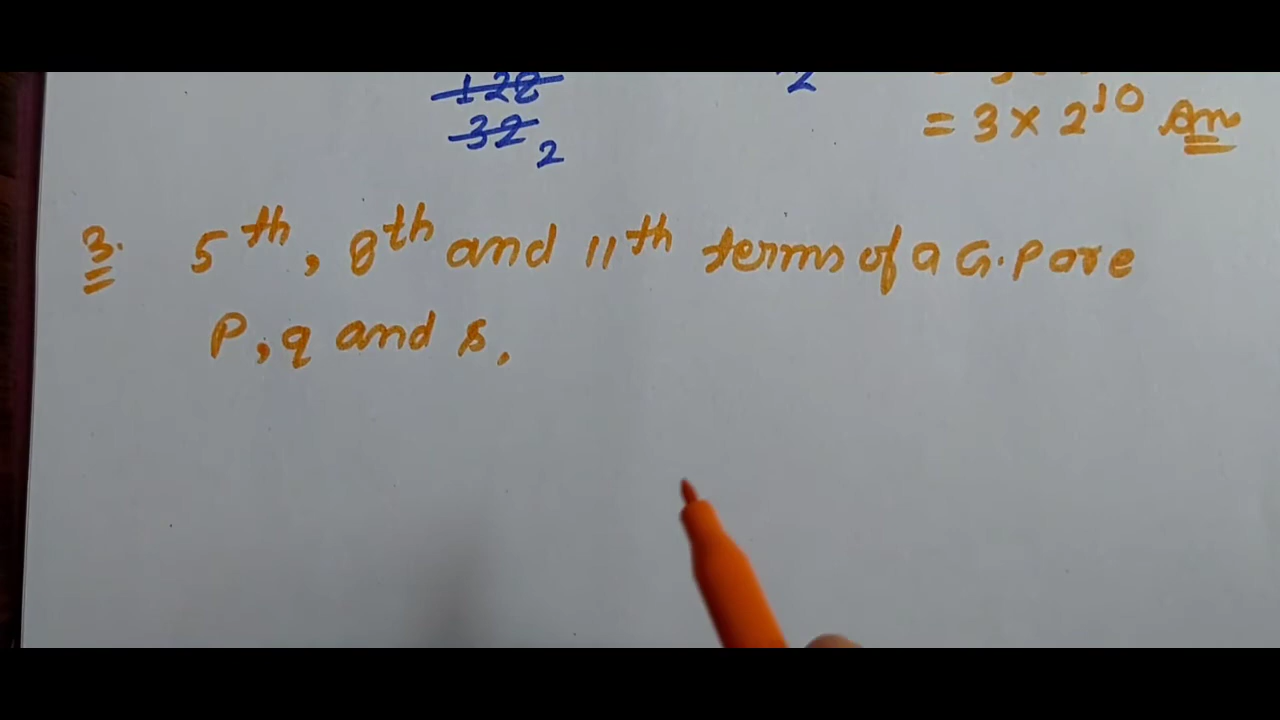 128
2
= 3 × 2^10 Ans
32 2
3. 5th, 8th and 11th terms of a G.P are
P, q and s.